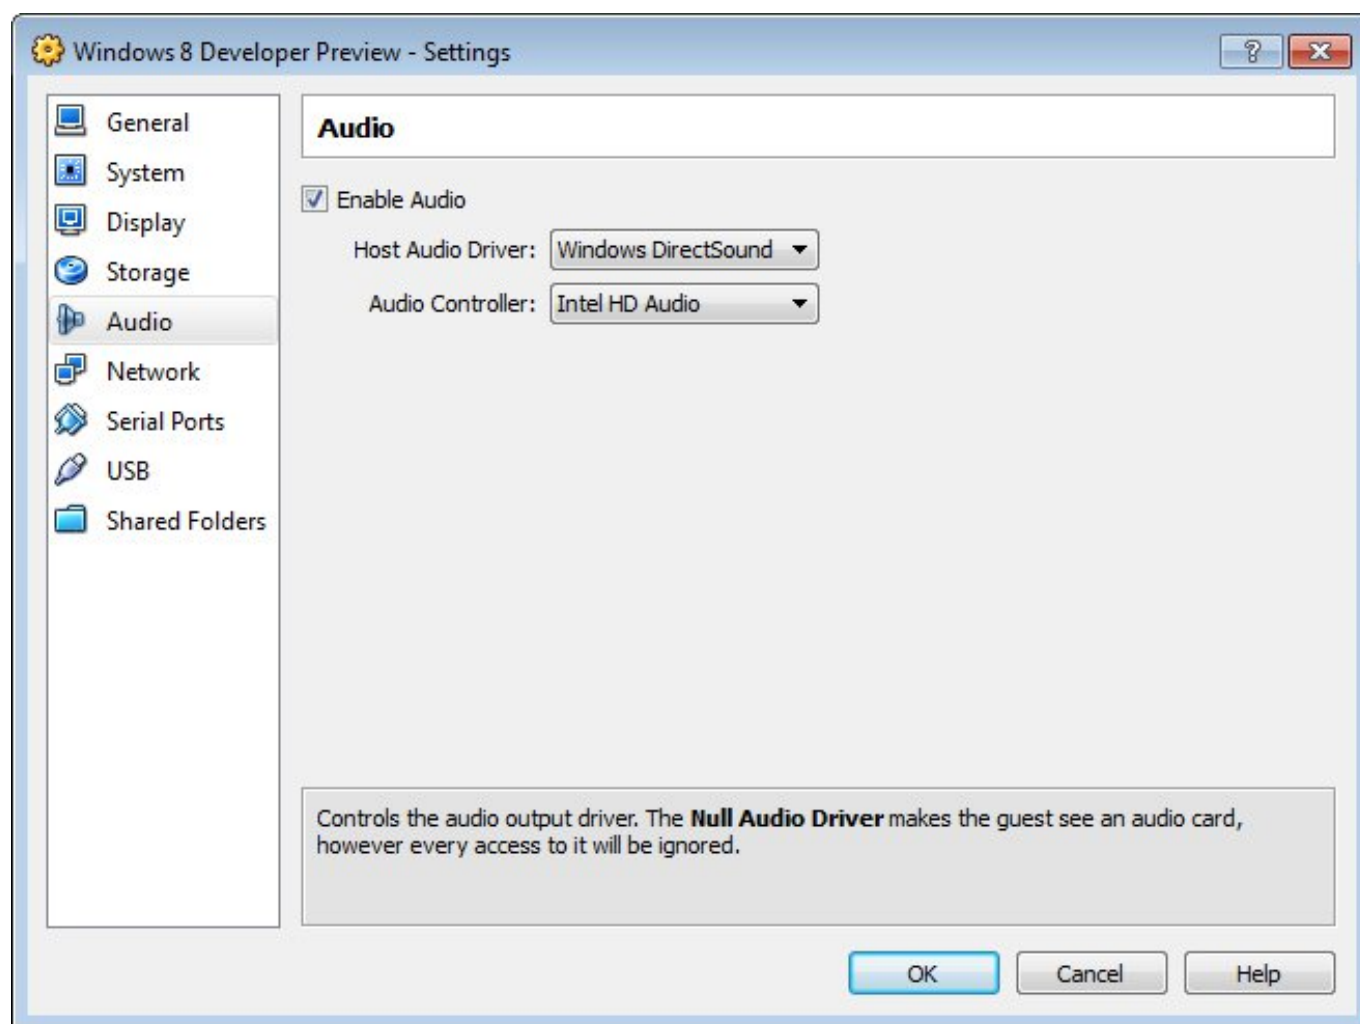 Windows 8 Developer Preview - Settings
?
General
System
Display
Storage
Audio
Network
Serial Ports
USB
Shared Folders
Audio
Enable Audio
Host Audio Driver: Windows DirectSound
Audio Controller: Intel HD Audio
Controls the audio output driver. The Null Audio Driver makes the guest see an audio card,
however every access to it will be ignored.
OK Cancel Help